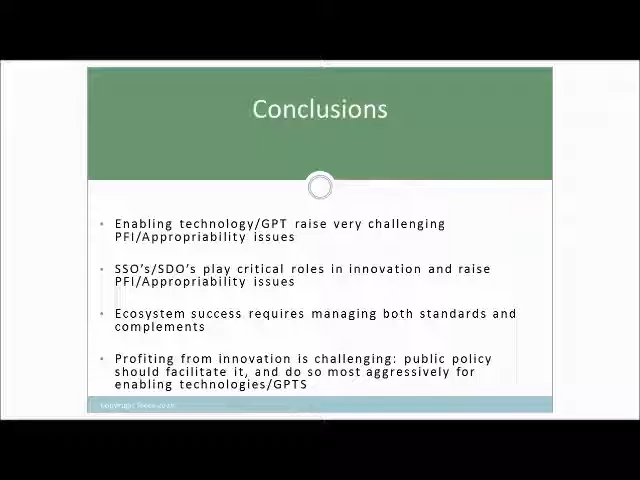 Conclusions
• Enabling technology/GPT raise very challenging
PFI/Appropriability issues
• SSO's/SDO's play critical roles in innovation and raise
PFI/Appropriability issues
• Ecosystem success requires managing both standards and
complements
• Profiting from innovation is challenging: public policy
should facilitate it, and do so most aggressively for
enabling technologies/GPTS
Copyright